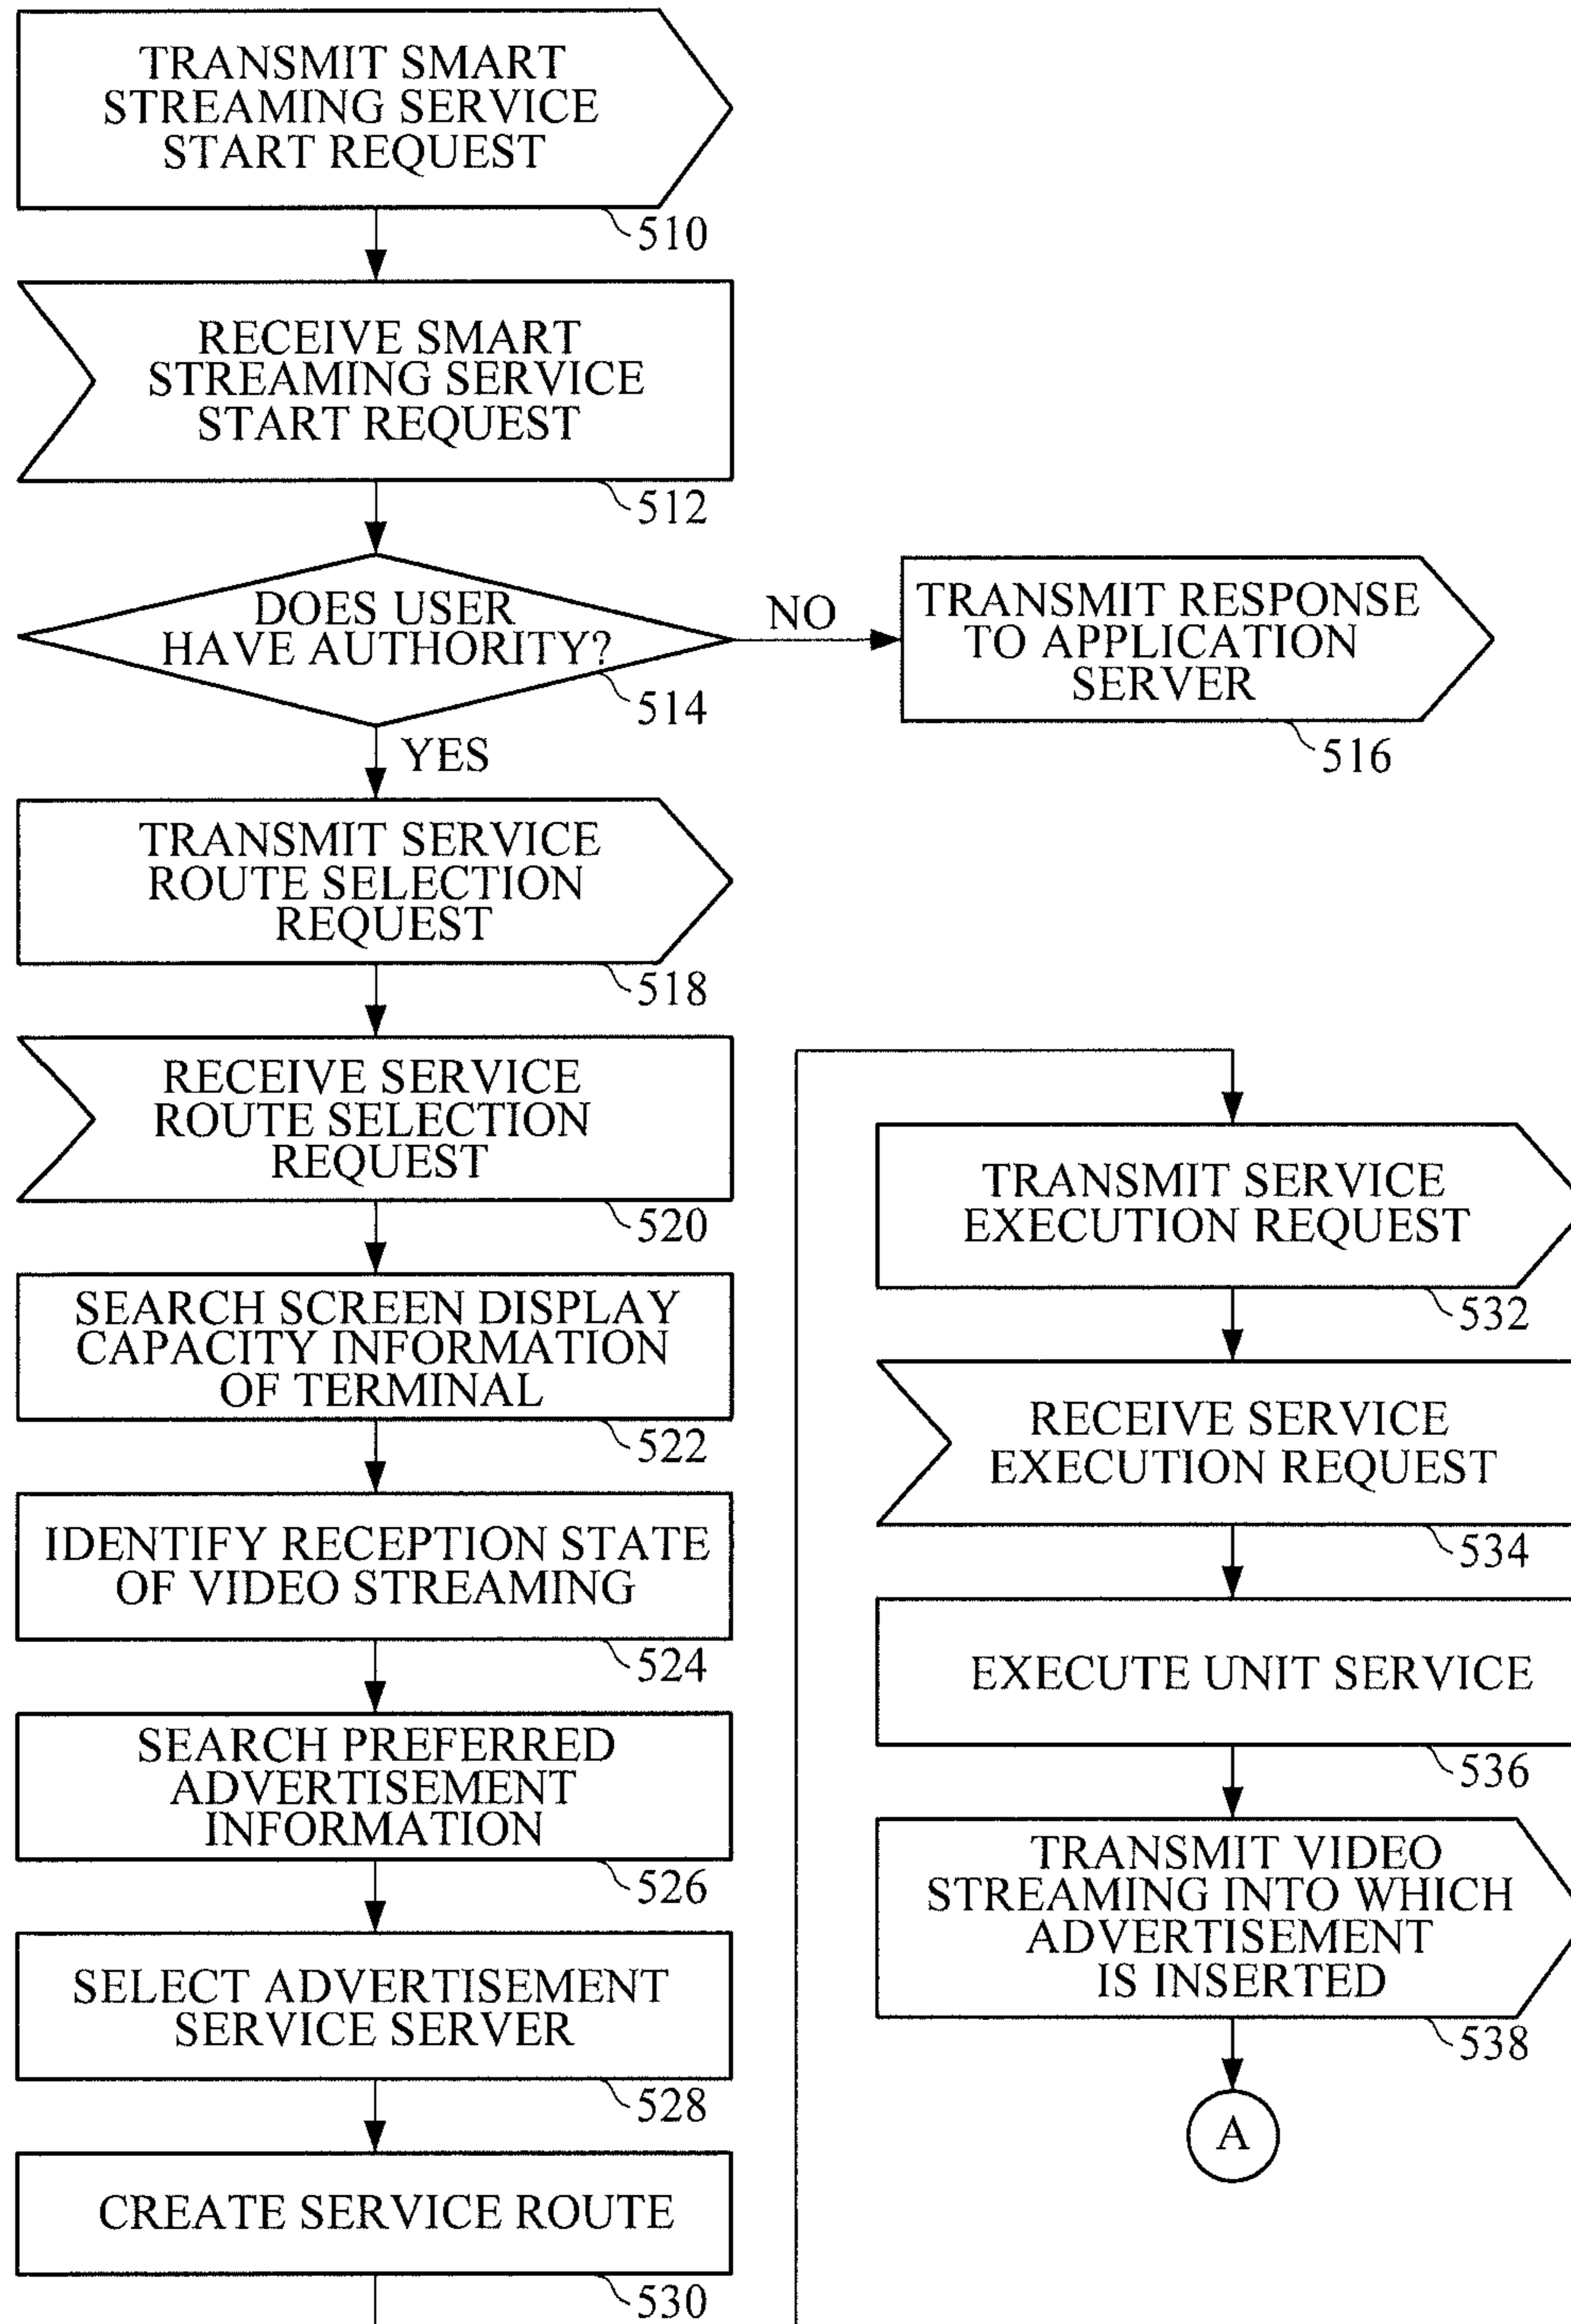 TRANSMIT SMART
STREAMING SERVICE
START REQUEST
510
RECEIVE SMART
STREAMING SERVICE
START REQUEST
512
DOES USER
HAVE AUTHORITY?
514
NO
TRANSMIT RESPONSE
TO APPLICATION
SERVER
516
YES
TRANSMIT SERVICE
ROUTE SELECTION
REQUEST
518
RECEIVE SERVICE
ROUTE SELECTION
REQUEST
520
SEARCH SCREEN DISPLAY
CAPACITY INFORMATION
OF TERMINAL
522
IDENTIFY RECEPTION STATE
OF VIDEO STREAMING
524
SEARCH PREFERRED
ADVERTISEMENT
INFORMATION
526
SELECT ADVERTISEMENT
SERVICE SERVER
528
CREATE SERVICE ROUTE
530
TRANSMIT SERVICE
EXECUTION REQUEST
532
RECEIVE SERVICE
EXECUTION REQUEST
534
EXECUTE UNIT SERVICE
536
TRANSMIT VIDEO
STREAMING INTO WHICH
ADVERTISEMENT
IS INSERTED
538
A